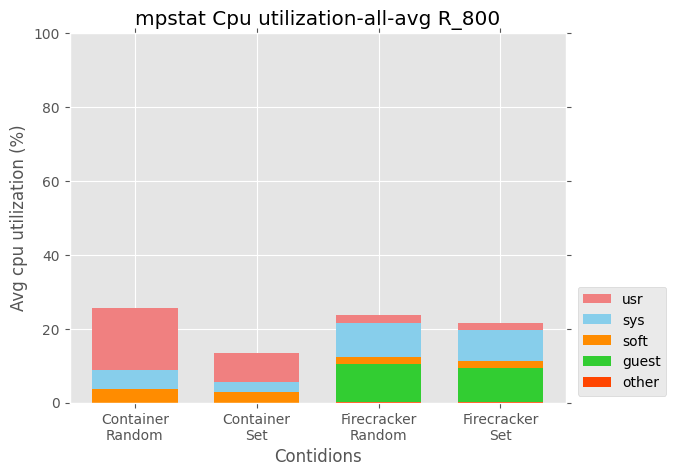 mpstat Cpu utilization-all-avg R_800
100
80
60
40
20
0
Avg cpu utilization (%)
Container
Random
Container
Set
Firecracker
Random
Firecracker
Set
Contidions
usr
sys
soft
guest
other